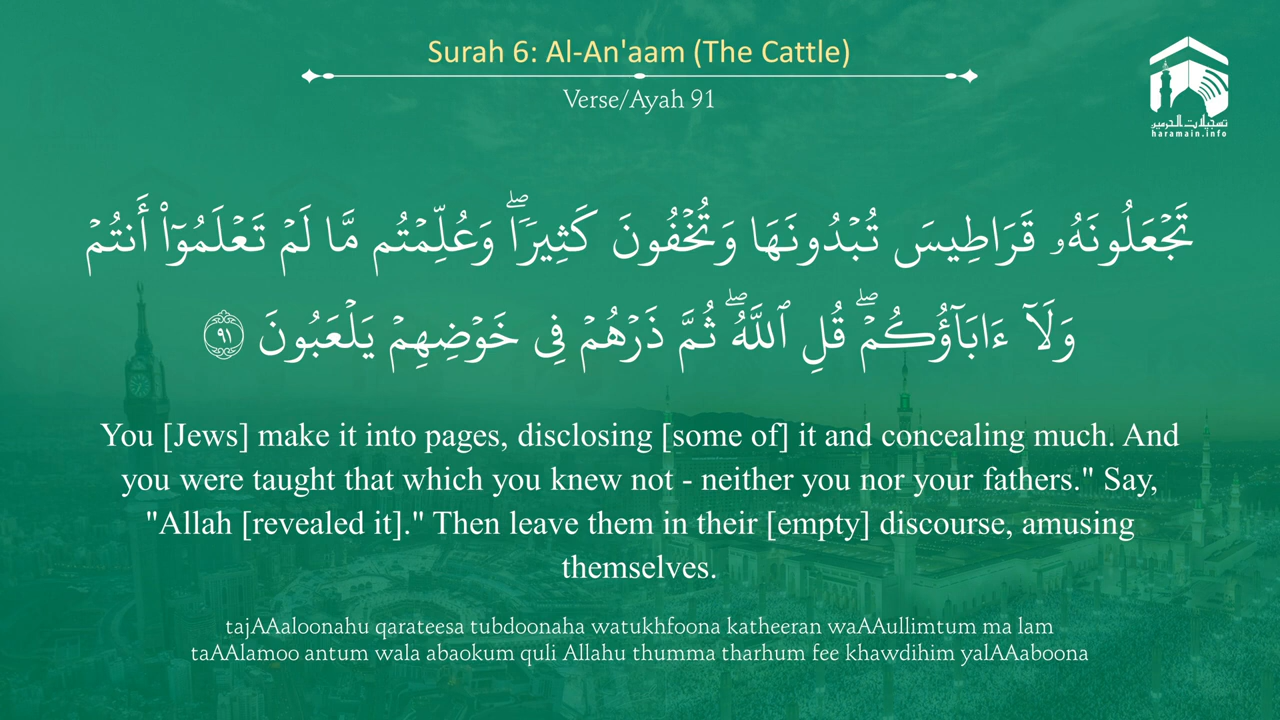 Surah 6: Al-An'aam (The Cattle)
Verse/Ayah 91
تسجيلات الحرمين
haramain.info
تَجْعَلُونَهُۥ قَرَاطِيسَ تُبْدُونَهَا وَتُخْفُونَ كَثِيرًا ۖ وَعُلِّمْتُم مَّا لَمْ تَعْلَمُوٓا۟ أَنتُمْ
وَلَآ ءَابَآؤُكُمْ ۖ قُلِ ٱللَّهُ ۖ ثُمَّ ذَرْهُمْ فِى خَوْضِهِمْ يَلْعَبُونَ ٩١
You [Jews] make it into pages, disclosing [some of] it and concealing much. And
you were taught that which you knew not - neither you nor your fathers." Say,
"Allah [revealed it]." Then leave them in their [empty] discourse, amusing
themselves.
tajAAaloonahu qarateesa tubdoonaha watukhfoona katheeran waAAullimtum ma lam
taAAlamoo antum wala abaokum quli Allahu thumma tharhum fee khawdihim yalAAaboona